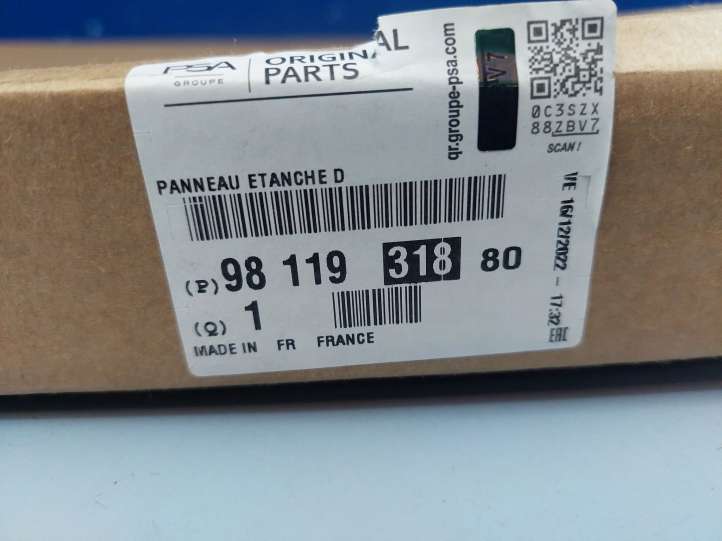 PSA
GROUPE
ORIGINAL
PARTS
qr.groupe-psa.com
V7
0C3SZX
88ZBV7
SCAN!
PANNEAU ETANCHE D
(P) 98 119 318 80
(Q) 1
MADE IN FR FRANCE
VE 16/12/2022 - 17:32
EAC